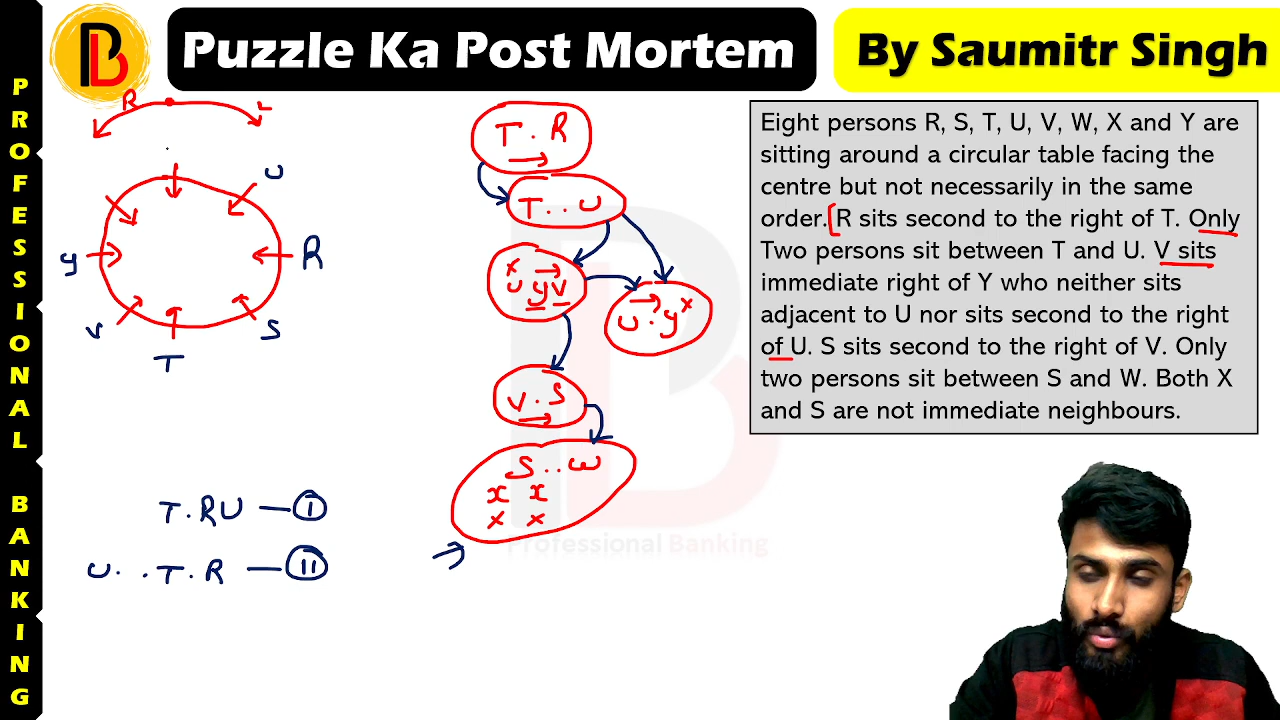 PROFESSIONAL BANKING
Puzzle Ka Post Mortem
By Saumitr Singh
R
U
y
R
V
S
T
T . R
T . . U
x
U y V
U . y x
V . S
S . . W
x x
x x
T . R U — I
U . . T . R — II
Eight persons R, S, T, U, V, W, X and Y are
sitting around a circular table facing the
centre but not necessarily in the same
order. R sits second to the right of T. Only
Two persons sit between T and U. V sits
immediate right of Y who neither sits
adjacent to U nor sits second to the right
of U. S sits second to the right of V. Only
two persons sit between S and W. Both X
and S are not immediate neighbours.
Professional Banking